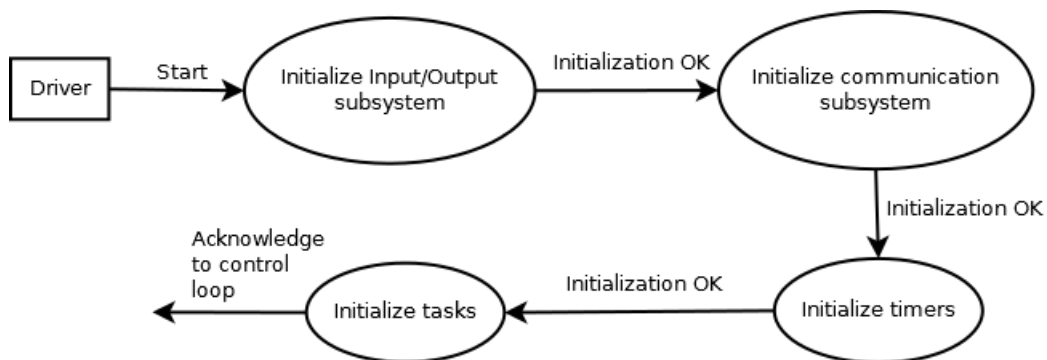 Driver
Start
Initialize Input/Output
subsystem
Initialization OK
Initialize communication
subsystem
Initialization OK
Initialize timers
Initialization OK
Initialize tasks
Acknowledge
to control
loop